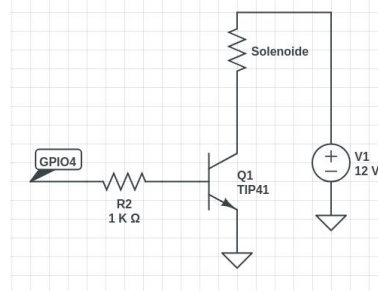 Solenoide
GPIO4
R2
1 K Ω
Q1
TIP41
V1
12 V